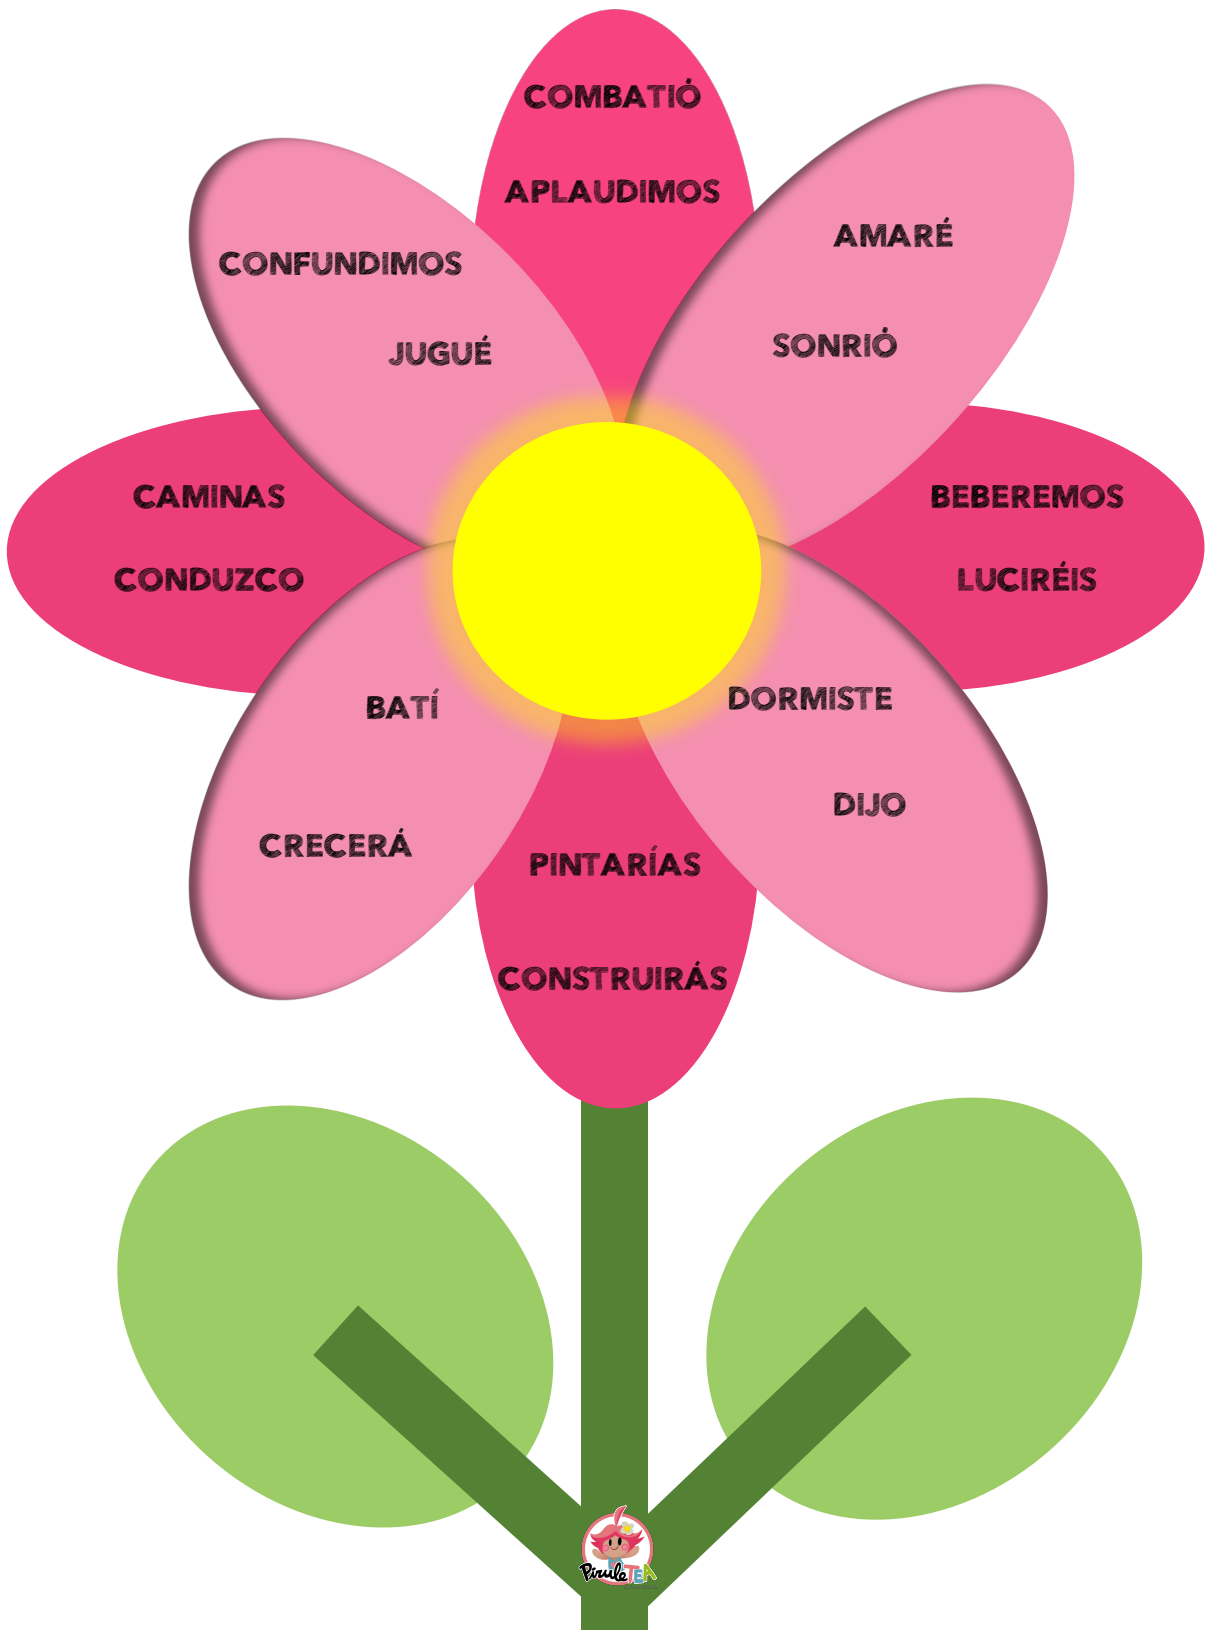 COMBATIÓ
APLAUDIMOS
AMARÉ
SONRIÓ
CONFUNDIMOS
JUGUÉ
CAMINAS
CONDUZCO
BEBEREMOS
LUCIRÉIS
BATÍ
CRECERÁ
DORMISTE
DIJO
PINTARÍAS
CONSTRUIRÁS
PiruleTEA